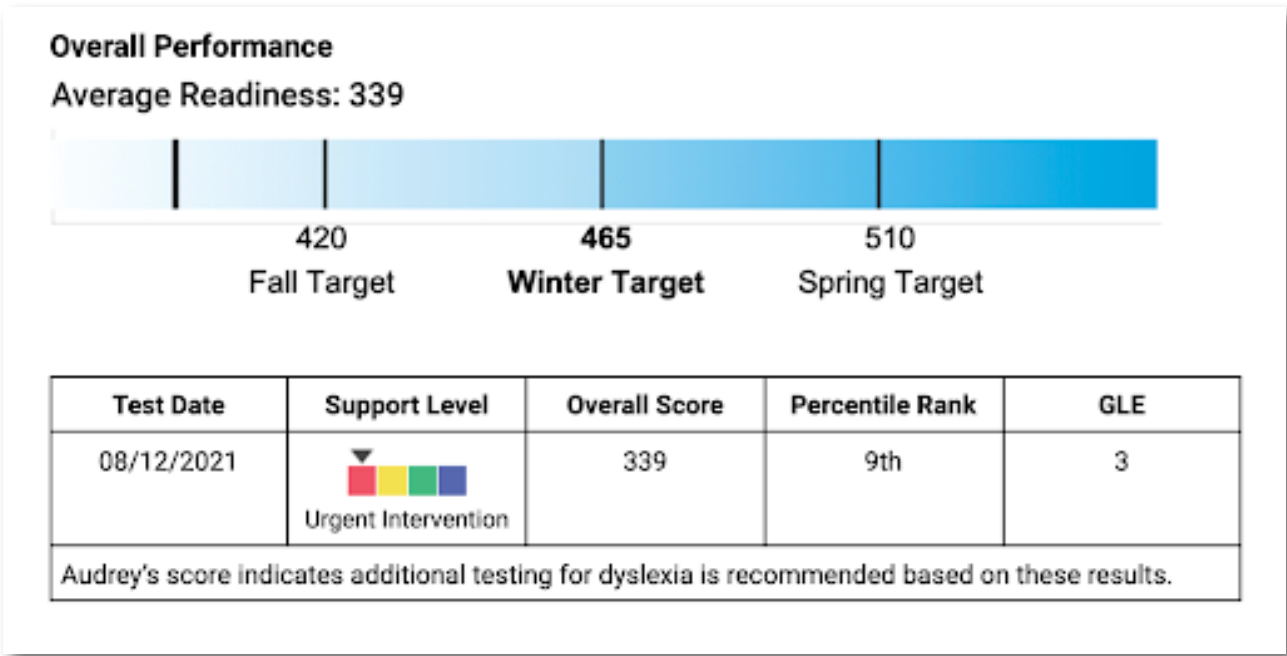 Overall Performance
Average Readiness: 339
420 465 510
Fall Target Winter Target Spring Target
Test Date Support Level Overall Score Percentile Rank GLE
08/12/2021 339 9th 3
Urgent Intervention
Audrey's score indicates additional testing for dyslexia is recommended based on these results.